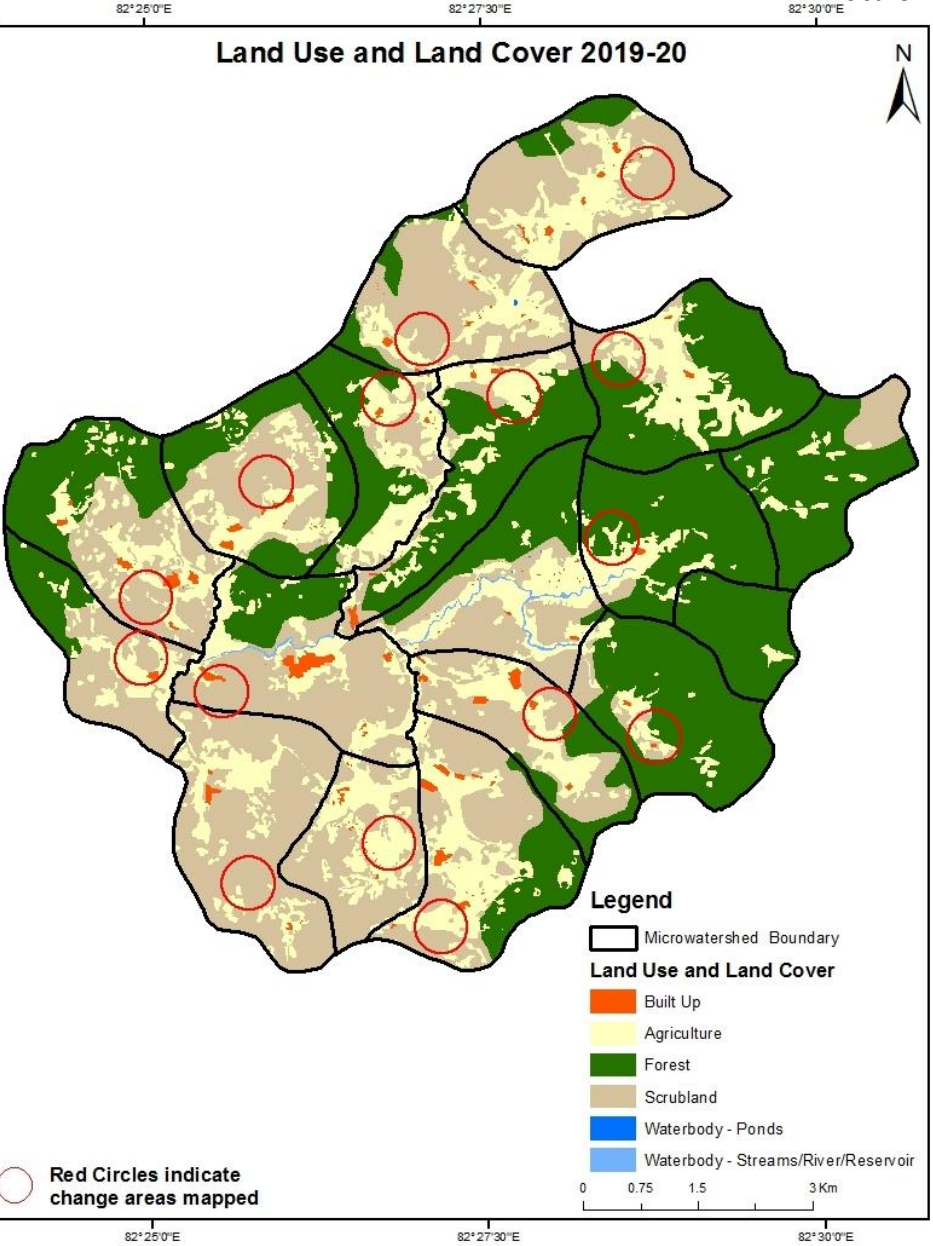 82°25'0"E 82°27'30"E 82°30'0"E
Land Use and Land Cover 2019-20
N
Legend
Microwatershed Boundary
Land Use and Land Cover
Built Up
Agriculture
Forest
Scrubland
Waterbody - Ponds
Waterbody - Streams/River/Reservoir
0 0.75 1.5 3 Km
Red Circles indicate
change areas mapped
82°25'0"E 82°27'30"E 82°30'0"E